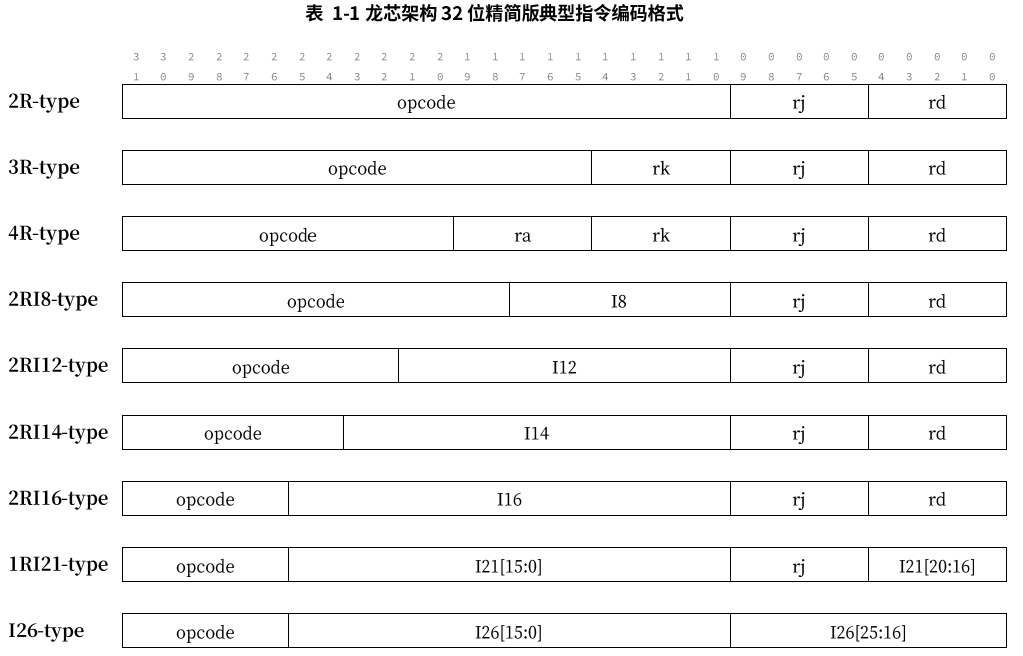 表 1-1 龙芯架构 32 位精简版典型指令编码格式
3 3 2 2 2 2 2 2 2 2 2 2 1 1 1 1 1 1 1 1 1 1 0 0 0 0 0 0 0 0 0 0
1 0 9 8 7 6 5 4 3 2 1 0 9 8 7 6 5 4 3 2 1 0 9 8 7 6 5 4 3 2 1 0
2R-type opcode rj rd
3R-type opcode rk rj rd
4R-type opcode ra rk rj rd
2RI8-type opcode I8 rj rd
2RI12-type opcode I12 rj rd
2RI14-type opcode I14 rj rd
2RI16-type opcode I16 rj rd
1RI21-type opcode I21[15:0] rj I21[20:16]
I26-type opcode I26[15:0] I26[25:16]